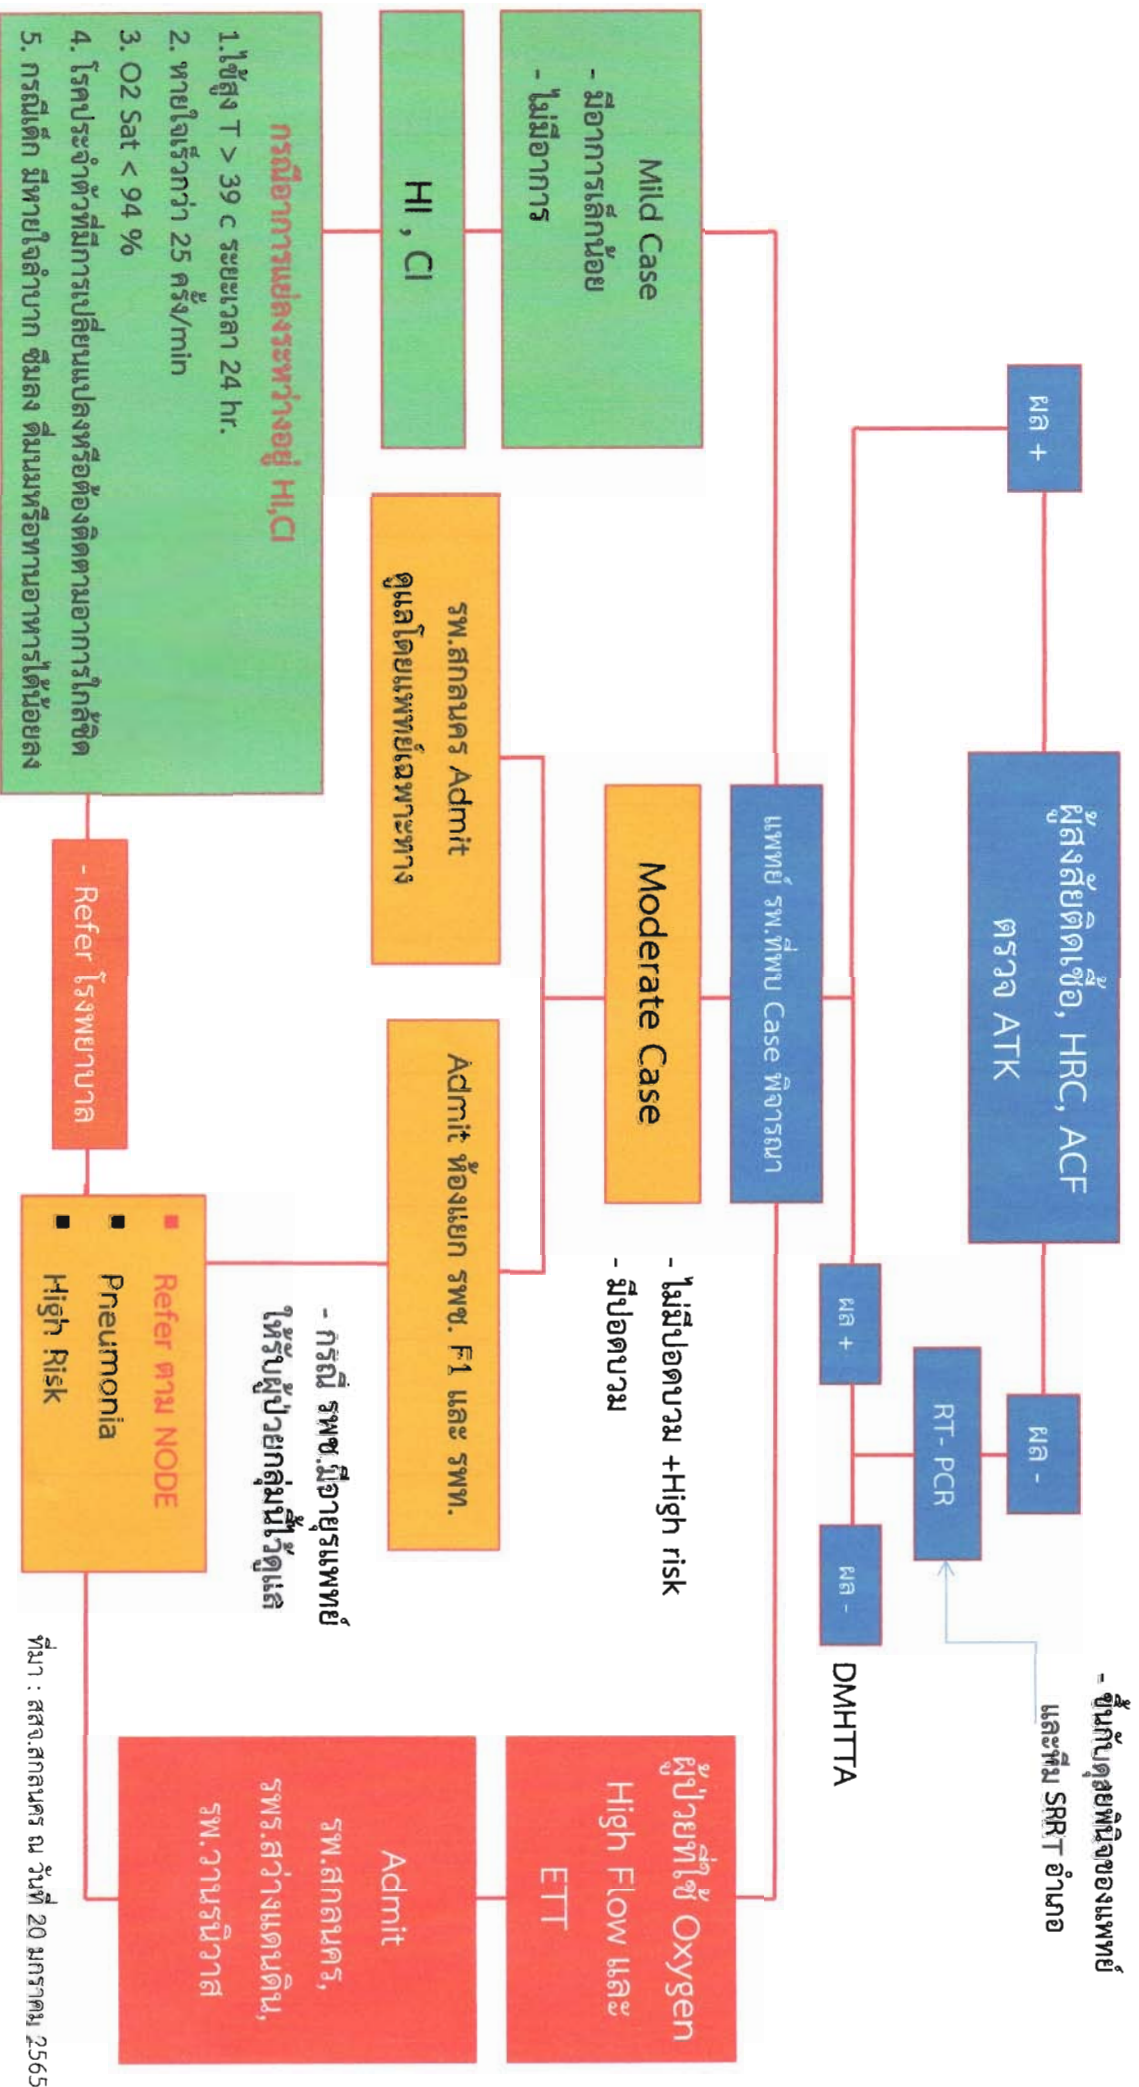 ผู้สงสัยติดเชื้อ, HRC, ACF
ตรวจ ATK
ผล +
ผล -
RT- PCR
- ขึ้นกับดุลยพินิจของแพทย์
และทีม SRRT อำเภอ
ผล +
ผล -
DMHTTA
แพทย์ รพ.ที่พบ Case พิจารณา
Mild Case
- มีอาการเล็กน้อย
- ไม่มีอาการ
Moderate Case
- ไม่มีปอดบวม +High risk
- มีปอดบวม
ผู้ป่วยที่ใช้ Oxygen
High Flow และ
ETT
HI , CI
รพ.สกลนคร Admit
ดูแลโดยแพทย์เฉพาะทาง
Admit ห้องแยก รพช. F1 และ รพท.
Admit
รพ.สกลนคร,
รพร.สว่างแดนดิน,
รพ.วานรนิวาส
- กรณี รพช.มีอายุรแพทย์
ให้รับผู้ป่วยกลุ่มนี้ไว้ดูแล
กรณีอาการแย่ลงระหว่างอยู่ HI,CI
1.ไข้สูง T > 39 c ระยะเวลา 24 hr.
2. หายใจเร็วกว่า 25 ครั้ง/min
3. O2 Sat < 94 %
4. โรคประจำตัวที่มีการเปลี่ยนแปลงหรือต้องติดตามอาการใกล้ชิด
5. กรณีเด็ก มีหายใจลำบาก ซึมลง ดื่มนมหรือทานอาหารได้น้อยลง
- Refer โรงพยาบาล
▪ Refer ตาม NODE
▪ Pneumonia
▪ High Risk
ที่มา : สสจ.สกลนคร ณ วันที่ 20 มกราคม 2565